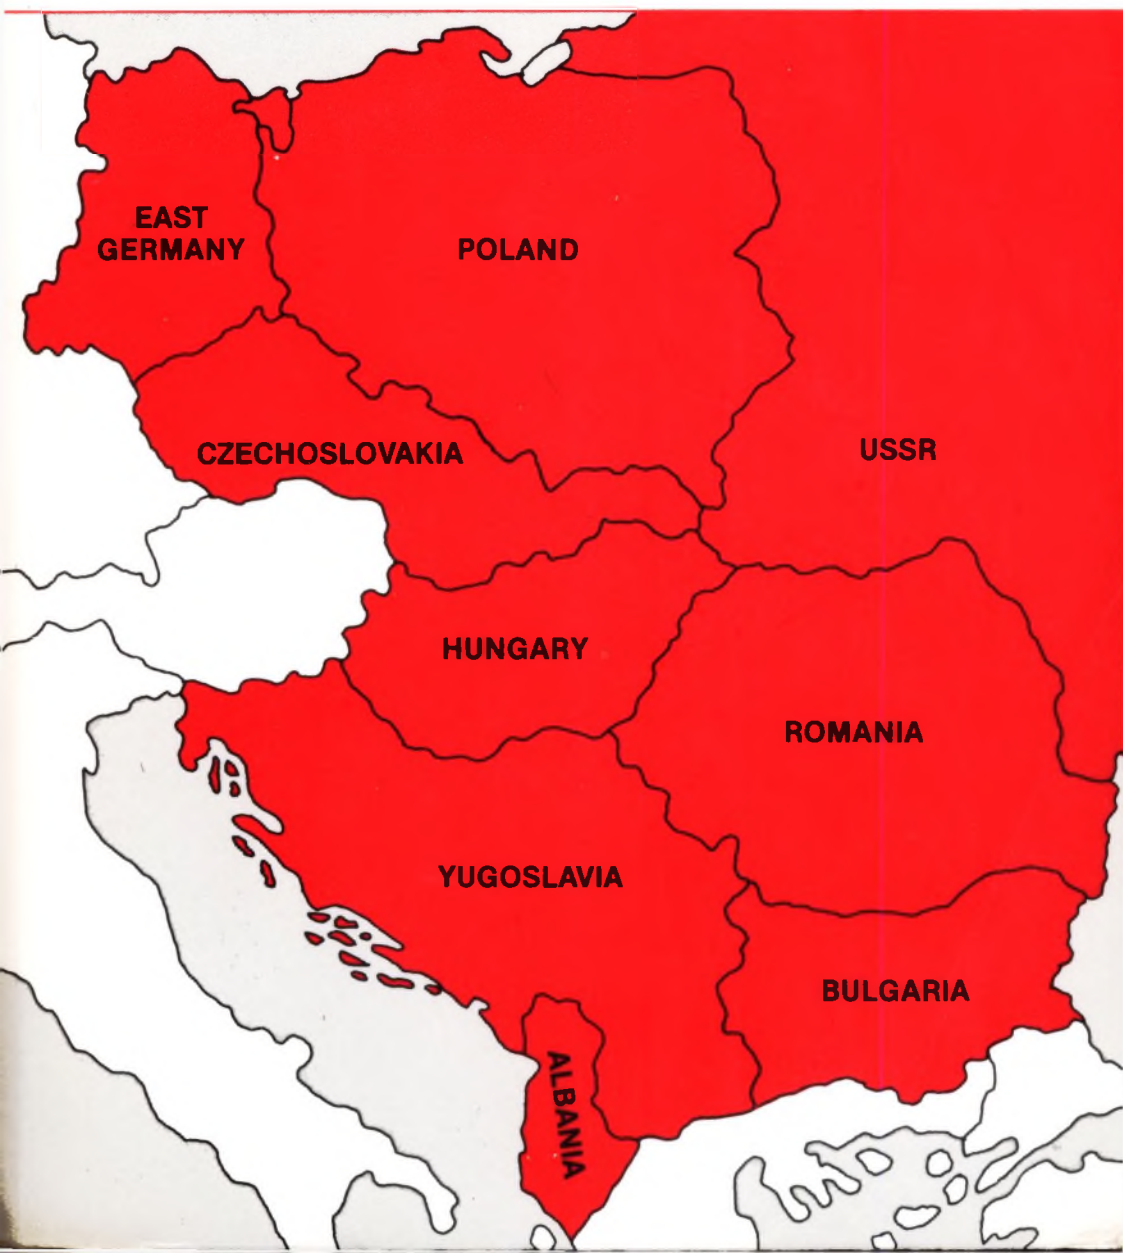 EAST
GERMANY
POLAND
CZECHOSLOVAKIA
USSR
HUNGARY
ROMANIA
YUGOSLAVIA
BULGARIA
ALBANIA